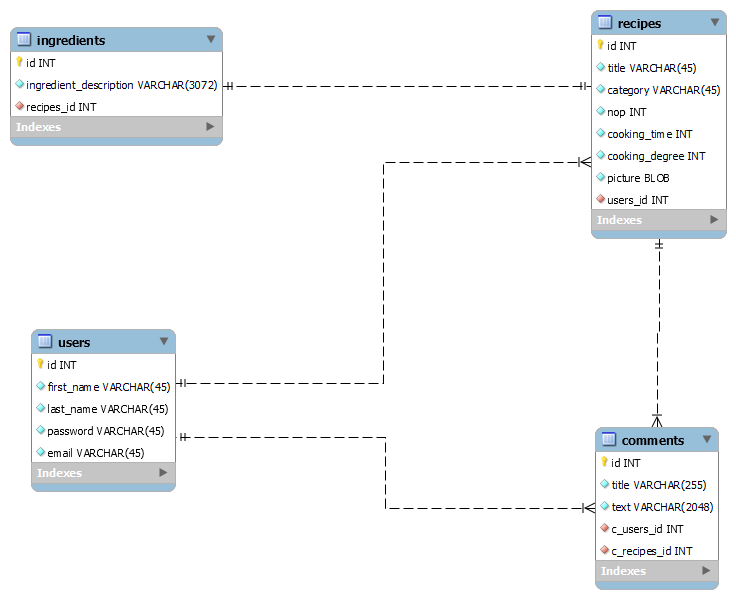 ingredients
id INT
ingredient_description VARCHAR(3072)
recipes_id INT
Indexes
recipes
id INT
title VARCHAR(45)
category VARCHAR(45)
nop INT
cooking_time INT
cooking_degree INT
picture BLOB
users_id INT
Indexes
users
id INT
first_name VARCHAR(45)
last_name VARCHAR(45)
password VARCHAR(45)
email VARCHAR(45)
Indexes
comments
id INT
title VARCHAR(255)
text VARCHAR(2048)
c_users_id INT
c_recipes_id INT
Indexes